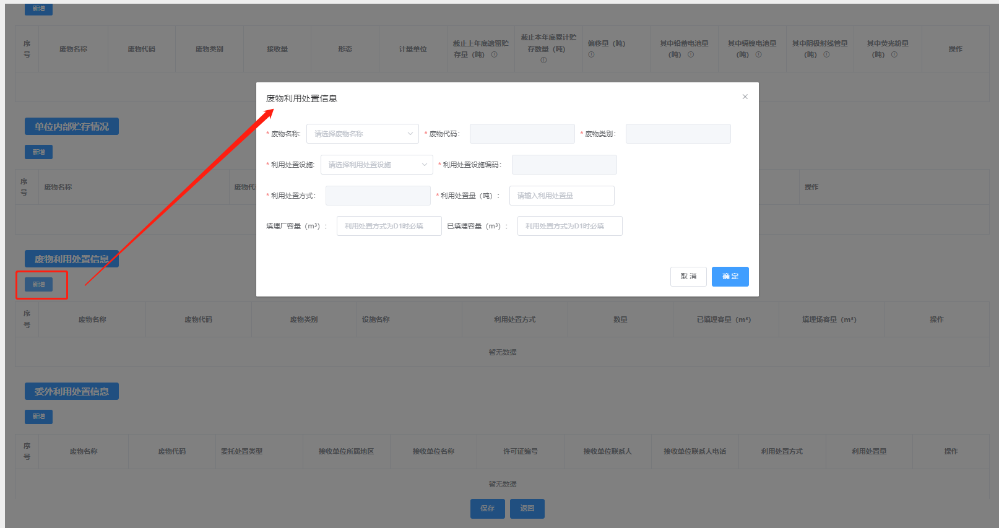 新增
序号 废物名称 废物代码 废物类别 接收量 形态 计量单位 截止上年底遗留贮存量（吨） 截止本年底累计贮存数量（吨） 偏移量（吨） 其中铅蓄电池量（吨） 其中镉镍电池量（吨） 其中阴极射线管量（吨） 其中荧光粉量（吨） 操作
废物利用处置信息
* 废物名称: 请选择废物名称 * 废物代码: * 废物类别:
* 利用处置设施: 请选择利用处置设施 * 利用处置设施编码:
* 利用处置方式: * 利用处置量（吨）: 请输入利用处置量
填埋厂容量（m³）: 利用处置方式为D1时必填 已填埋容量（m³）: 利用处置方式为D1时必填
取消 确定
单位内部贮存情况
新增
序号 废物名称 废物代 操作
废物利用处置信息
新增
序号 废物名称 废物代码 废物类别 设施名称 利用处置方式 数量 已填埋容量（m³） 填埋场容量（m³） 操作
暂无数据
委外利用处置信息
新增
序号 废物名称 废物代码 委托处置类型 接收单位所属地区 接收单位名称 许可证编号 接收单位联系人 接收单位联系人电话 利用处置方式 利用处置量 操作
暂无数据
保存 返回